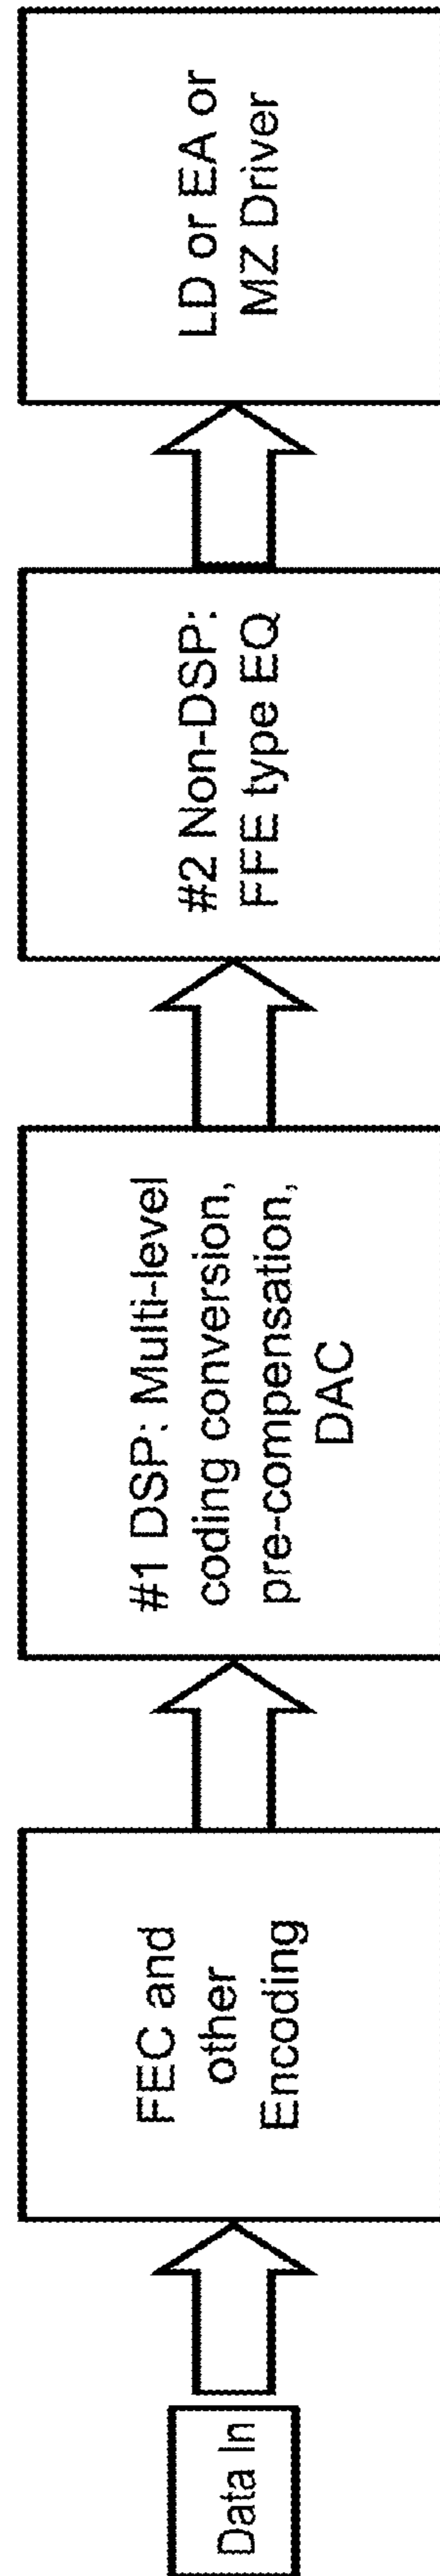 Data In
FEC and
other
Encoding
#1 DSP: Multi-level
coding conversion,
pre-compensation,
DAC
#2 Non-DSP:
FFE type EQ
LD or EA or
MZ Driver